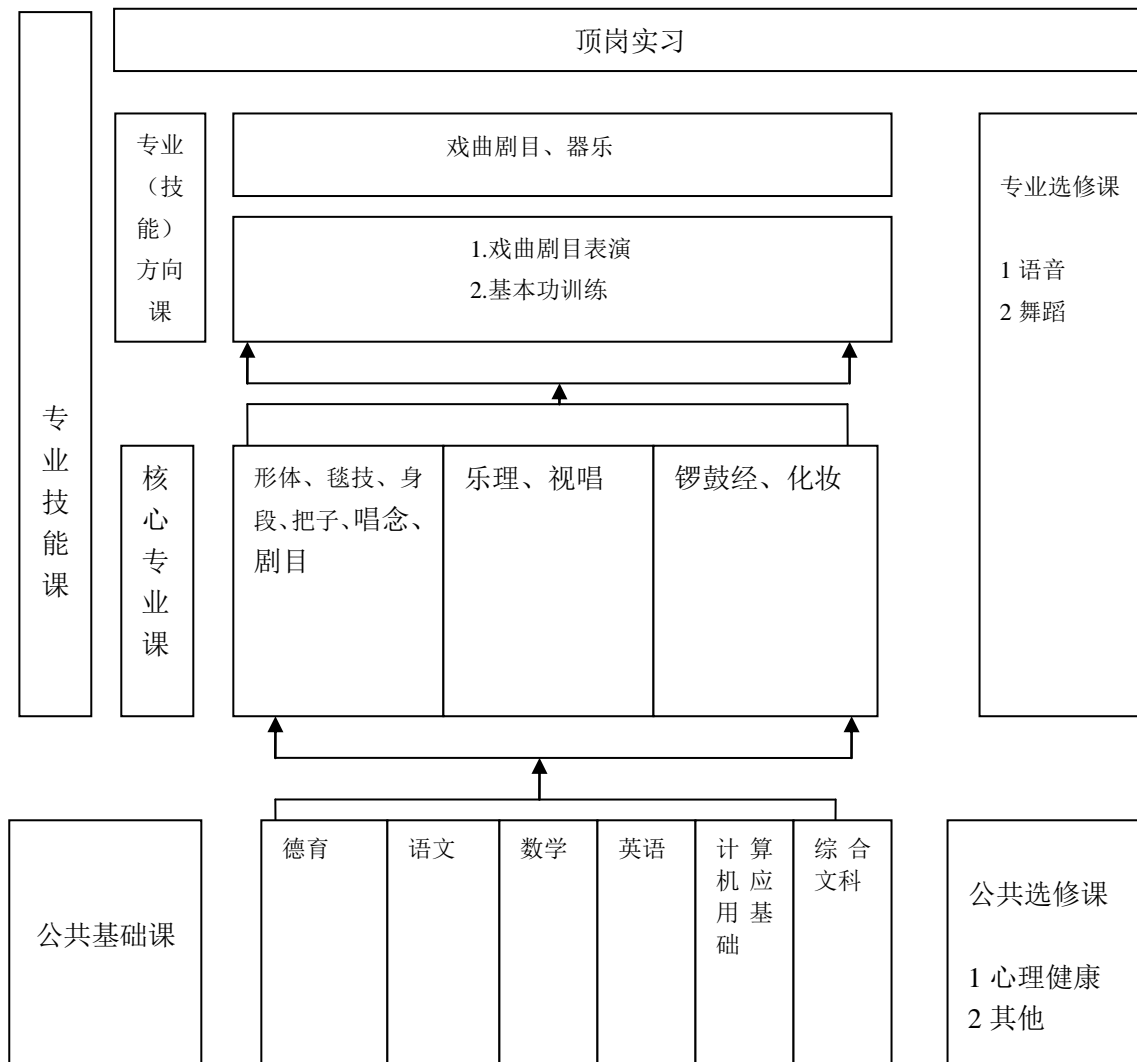 顶岗实习
专业技能课
专业
（技
能）
方向
课
戏曲剧目、器乐
1.戏曲剧目表演
2.基本功训练
专业选修课
1 语音
2 舞蹈
核心专业课
形体、毯技、身
段、把子、唱念、
剧目
乐理、视唱
锣鼓经、化妆
公共基础课
德育
语文
数学
英语
计算
机应
用基
础
综合
文科
公共选修课
1 心理健康
2 其他